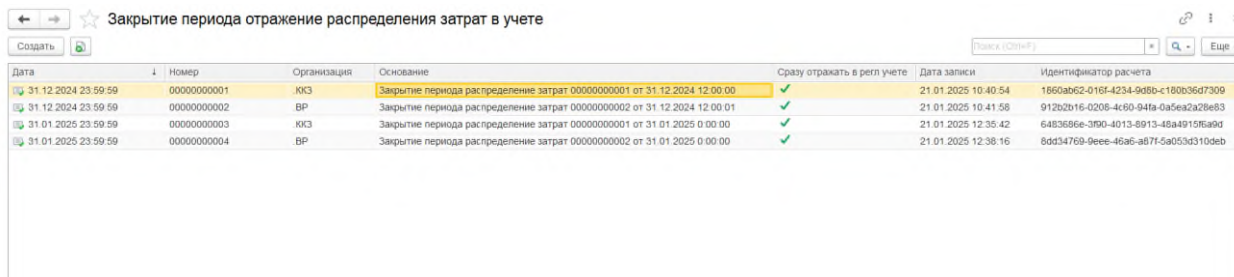 Закрытие периода отражение распределения затрат в учете
Создать Поиск (Ctrl+F) × Еще
Дата ↓ Номер Организация Основание Сразу отражать в регл учете Дата записи Идентификатор расчета
31.12.2024 23:59:59 00000000001 .ККЗ Закрытие периода распределение затрат 00000000001 от 31.12.2024 12:00:00 21.01.2025 10:40:54 1660ab62-016f-4234-9d8b-c180b36d7309
31.12.2024 23:59:59 00000000002 .ВР Закрытие периода распределение затрат 00000000002 от 31.12.2024 12:00:01 21.01.2025 10:41:58 912b2b16-0208-4c60-94fa-0a5ea2a28e83
31.01.2025 23:59:59 00000000003 .ККЗ Закрытие периода распределение затрат 00000000001 от 31.01.2025 0:00:00 21.01.2025 12:35:42 6483686e-3f90-4013-8913-48a4915f6a9d
31.01.2025 23:59:59 00000000004 .ВР Закрытие периода распределение затрат 00000000002 от 31.01.2025 0:00:00 21.01.2025 12:38:16 8dd34769-9eee-46a6-a87f-5a053d310deb